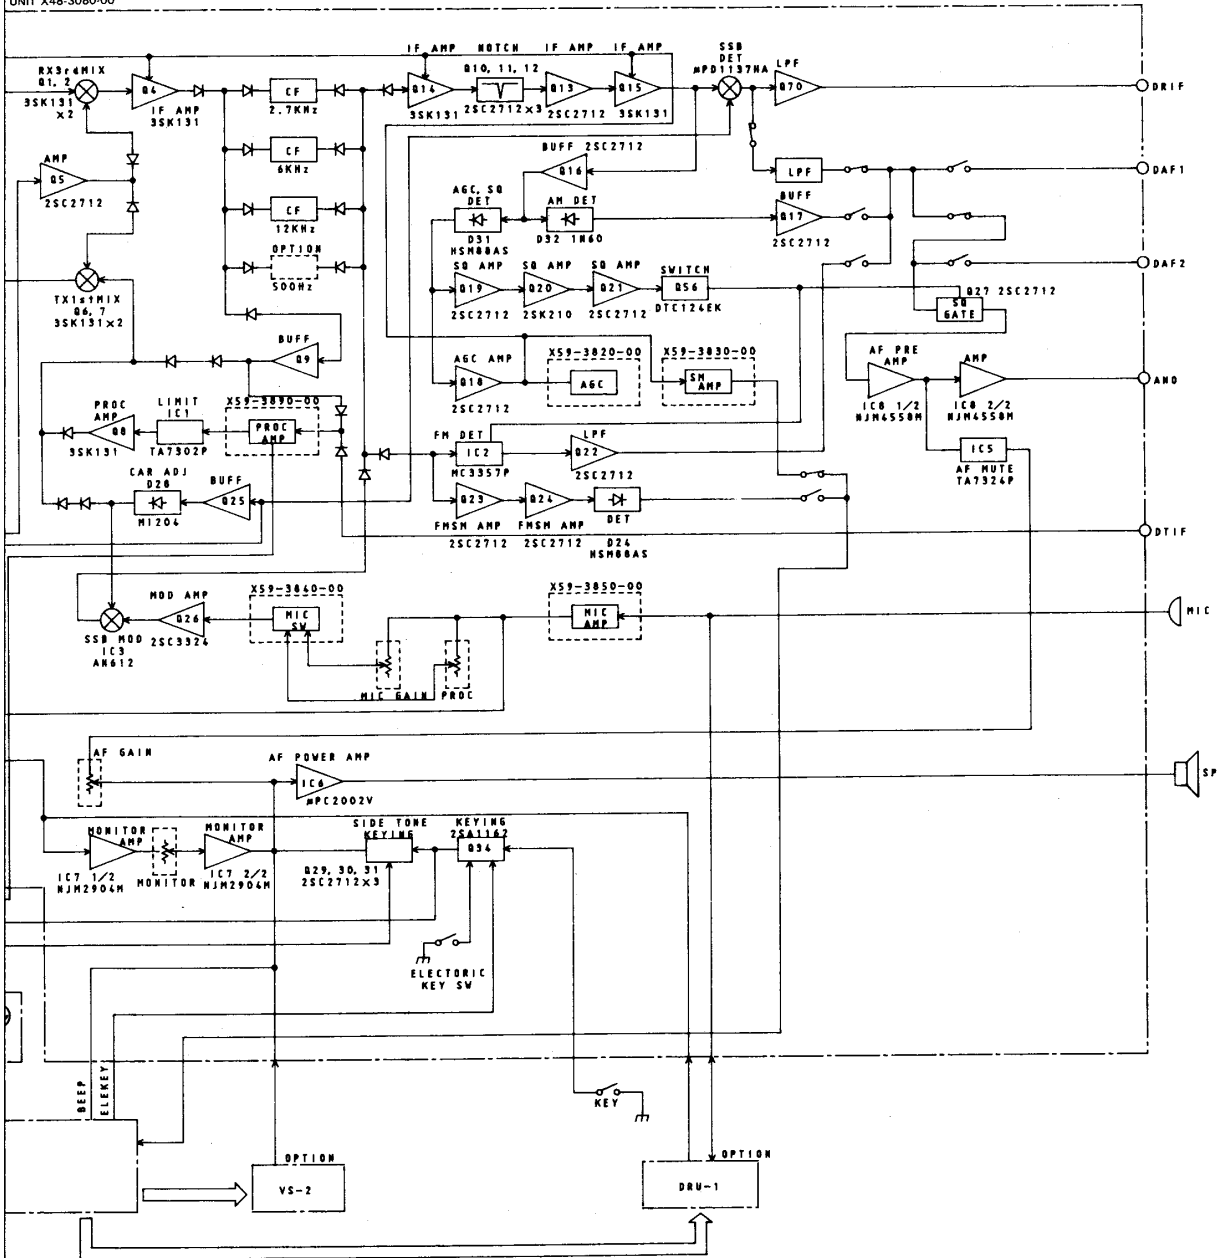 UNIT X48-3080-00
RX3rdMIX
Q1, 2
3SK131
x2
Q4
IF AMP
3SK131
CF
2.7KHz
CF
6KHz
CF
12KHz
OPTION
500Hz
IF AMP
Q14
3SK131
NOTCH
Q10, 11, 12
2SC2712x3
IF AMP
Q13
2SC2712
IF AMP
Q15
3SK131
SSB
DET
μPD1137HA
LPF
Q70
DRIF
AMP
Q5
2SC2712
BUFF 2SC2712
Q16
LPF
DAF1
AGC, SQ
DET
D31
HSM88AS
AM DET
D32 1N60
BUFF
Q17
2SC2712
TX1stMIX
Q6, 7
3SK131x2
SQ AMP
Q19
2SC2712
SQ AMP
Q20
2SK210
SQ AMP
Q21
2SC2712
SWITCH
Q56
DTC124EK
DAF2
Q27 2SC2712
SQ
GATE
BUFF
Q9
AGC AMP
Q18
2SC2712
X59-3820-00
AGC
X59-3830-00
SM
AMP
AF PRE
AMP
IC8 1/2
NJM4558M
AMP
IC8 2/2
NJM4558M
ANO
PROC
AMP
Q8
3SK131
LIMIT
IC1
TA7302P
X59-3890-00
PROC
AMP
FM DET
IC2
MC3357P
LPF
Q22
2SC2712
IC5
AF MUTE
TA7324P
CAR ADJ
D28
MI204
BUFF
Q25
Q23
FMSM AMP
2SC2712
Q24
FMSM AMP
2SC2712
DET
D24
HSM88AS
DTIF
SSB MOD
IC3
AN612
MOD AMP
Q26
2SC3324
X59-3840-00
MIC
SW
X59-3850-00
MIC
AMP
MIC
MIC GAIN
PROC
AF GAIN
AF POWER AMP
IC6
μPC2002V
SP
MONITOR
AMP
IC7 1/2
NJM2904M
MONITOR
MONITOR
AMP
IC7 2/2
NJM2904M
SIDE TONE
KEYING
Q29, 30, 31
2SC2712x3
KEYING
2SA1162
Q34
ELECTORIC
KEY SW
BEEP
ELEKEY
KEY
OPTION
VS-2
OPTION
DRU-1